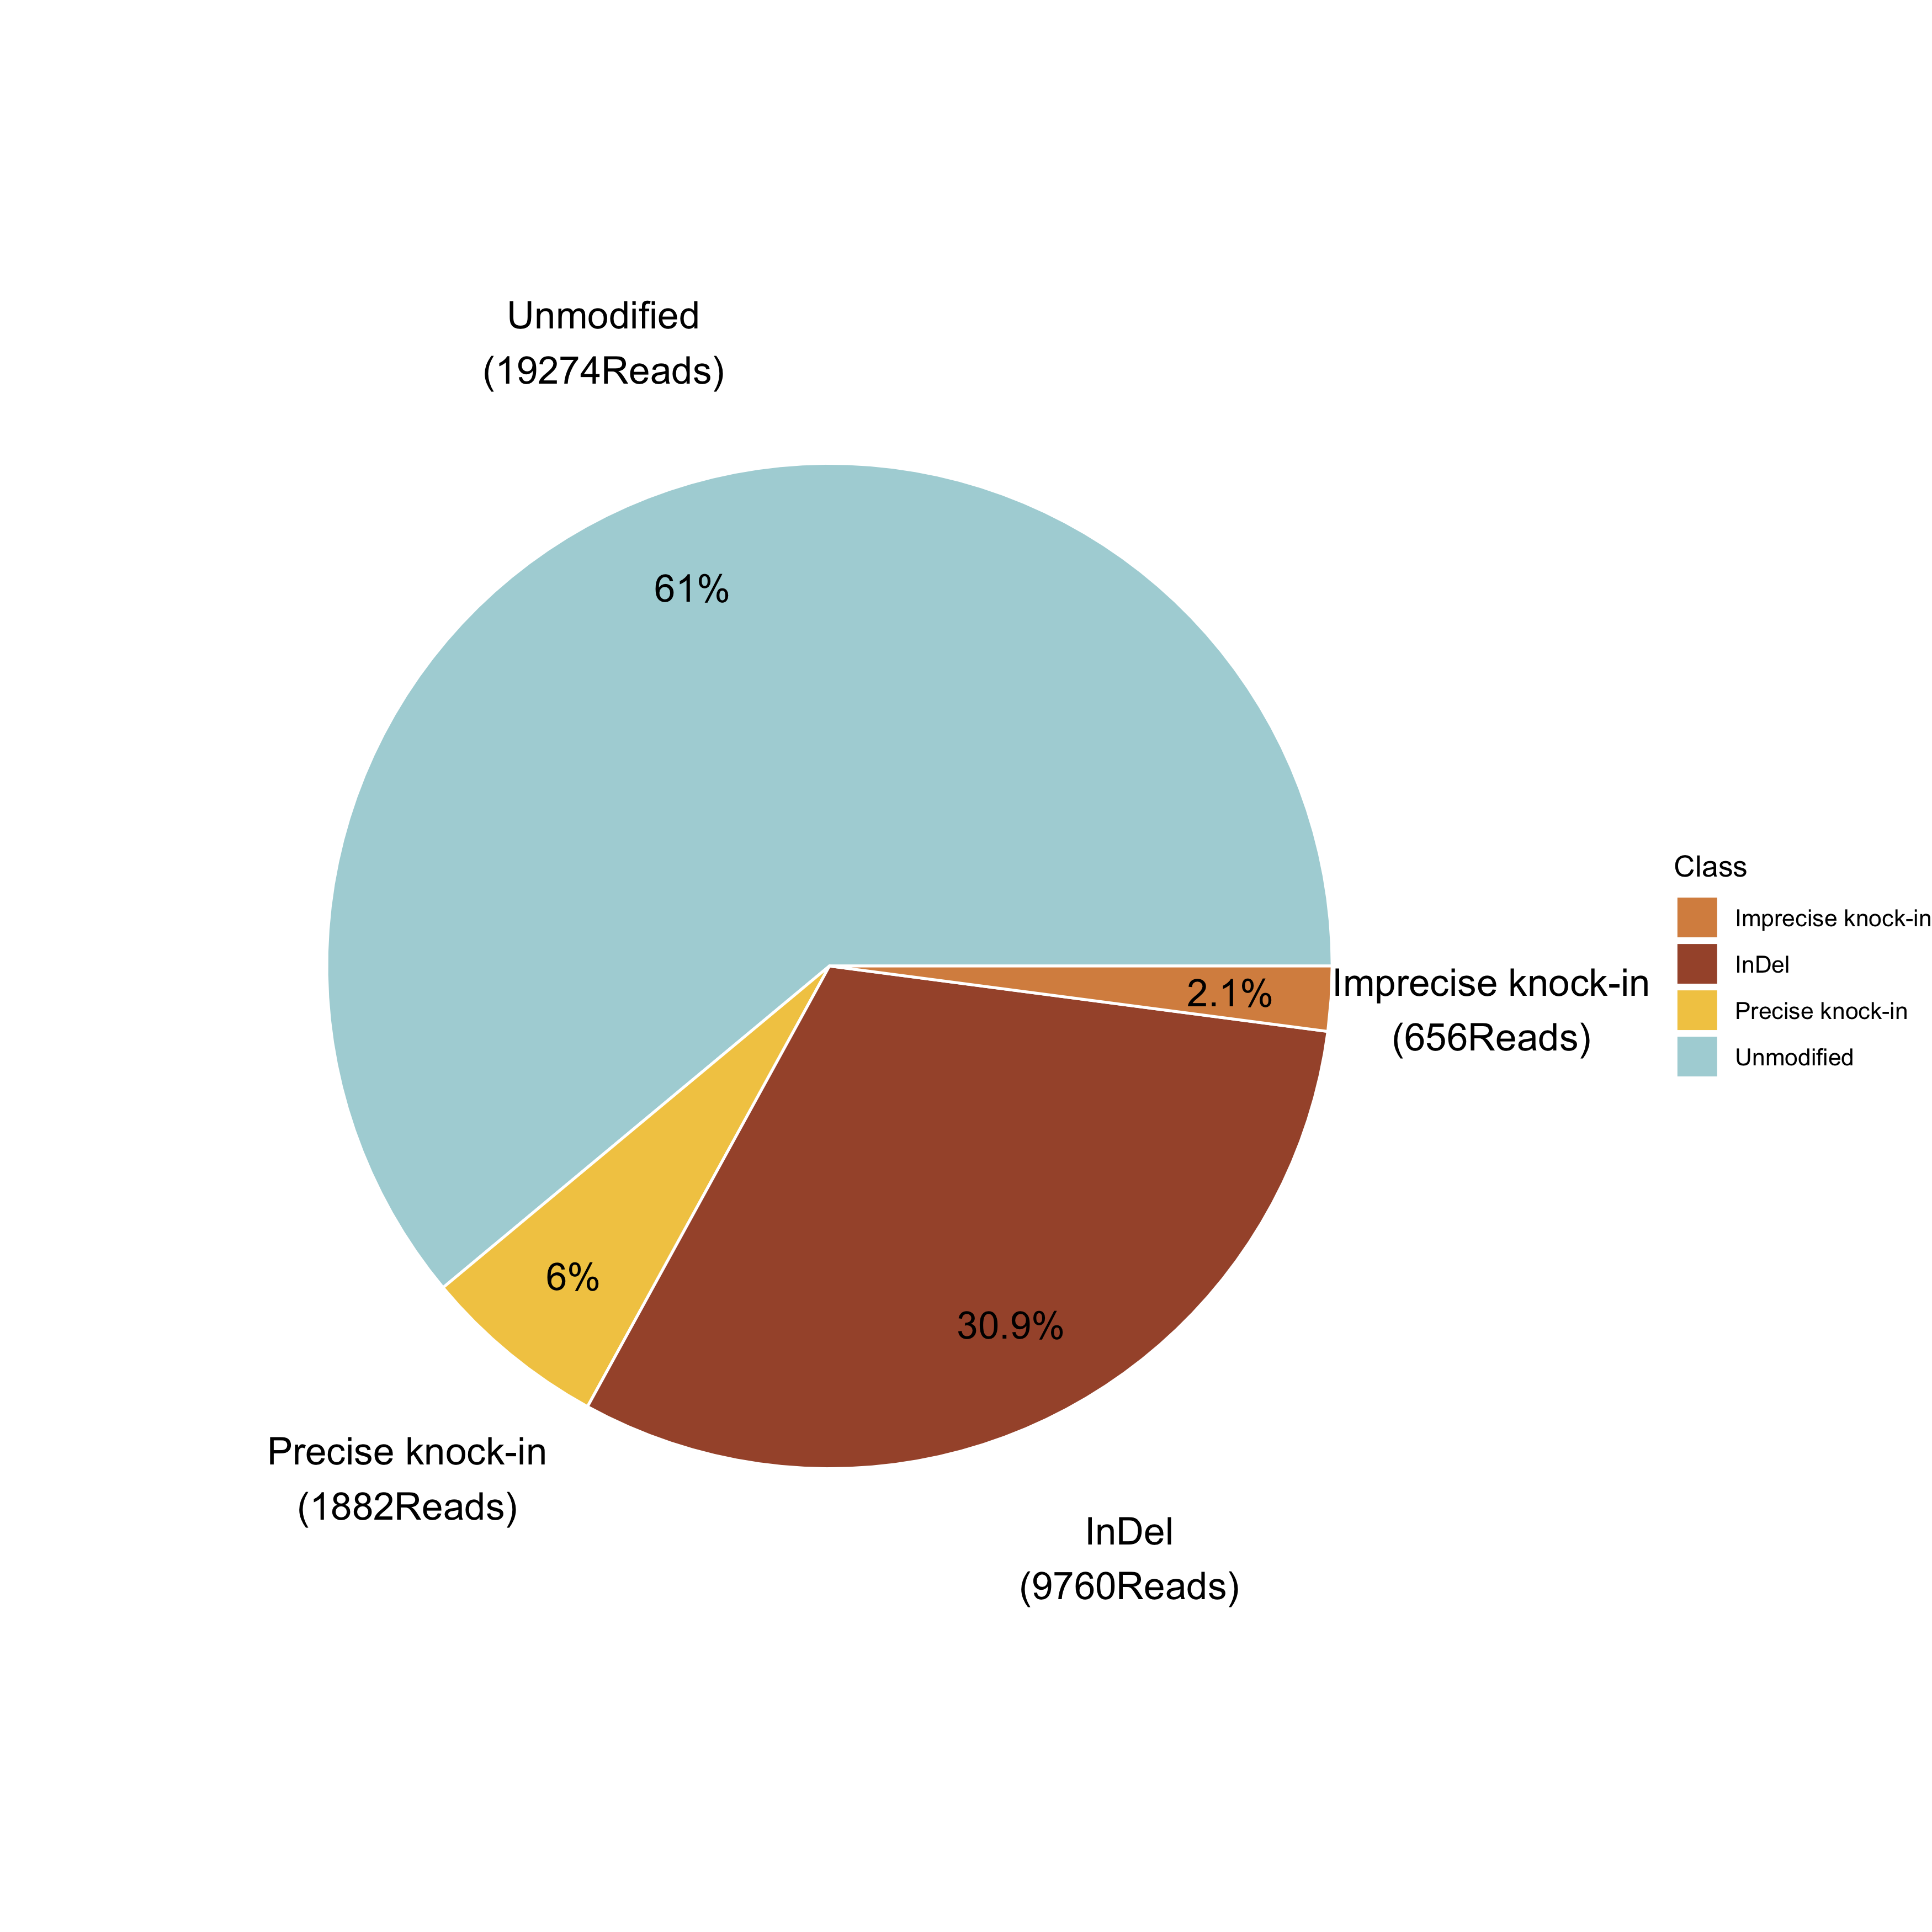 Unmodified
(19274Reads)
61%
2.1%
Imprecise knock-in
(656Reads)
6%
30.9%
Precise knock-in
(1882Reads)
InDel
(9760Reads)
Class
Imprecise knock-in
InDel
Precise knock-in
Unmodified